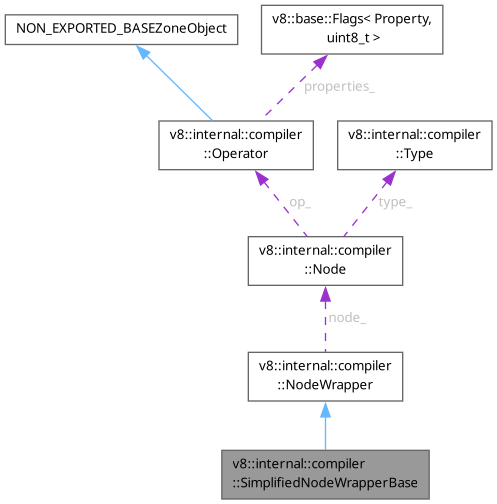 v8::base::Flags< Property,
uint8_t >
NON_EXPORTED_BASEZoneObject
properties_
v8::internal::compiler
::Operator
v8::internal::compiler
::Type
op_
type_
v8::internal::compiler
::Node
node_
v8::internal::compiler
::NodeWrapper
v8::internal::compiler
::SimplifiedNodeWrapperBase